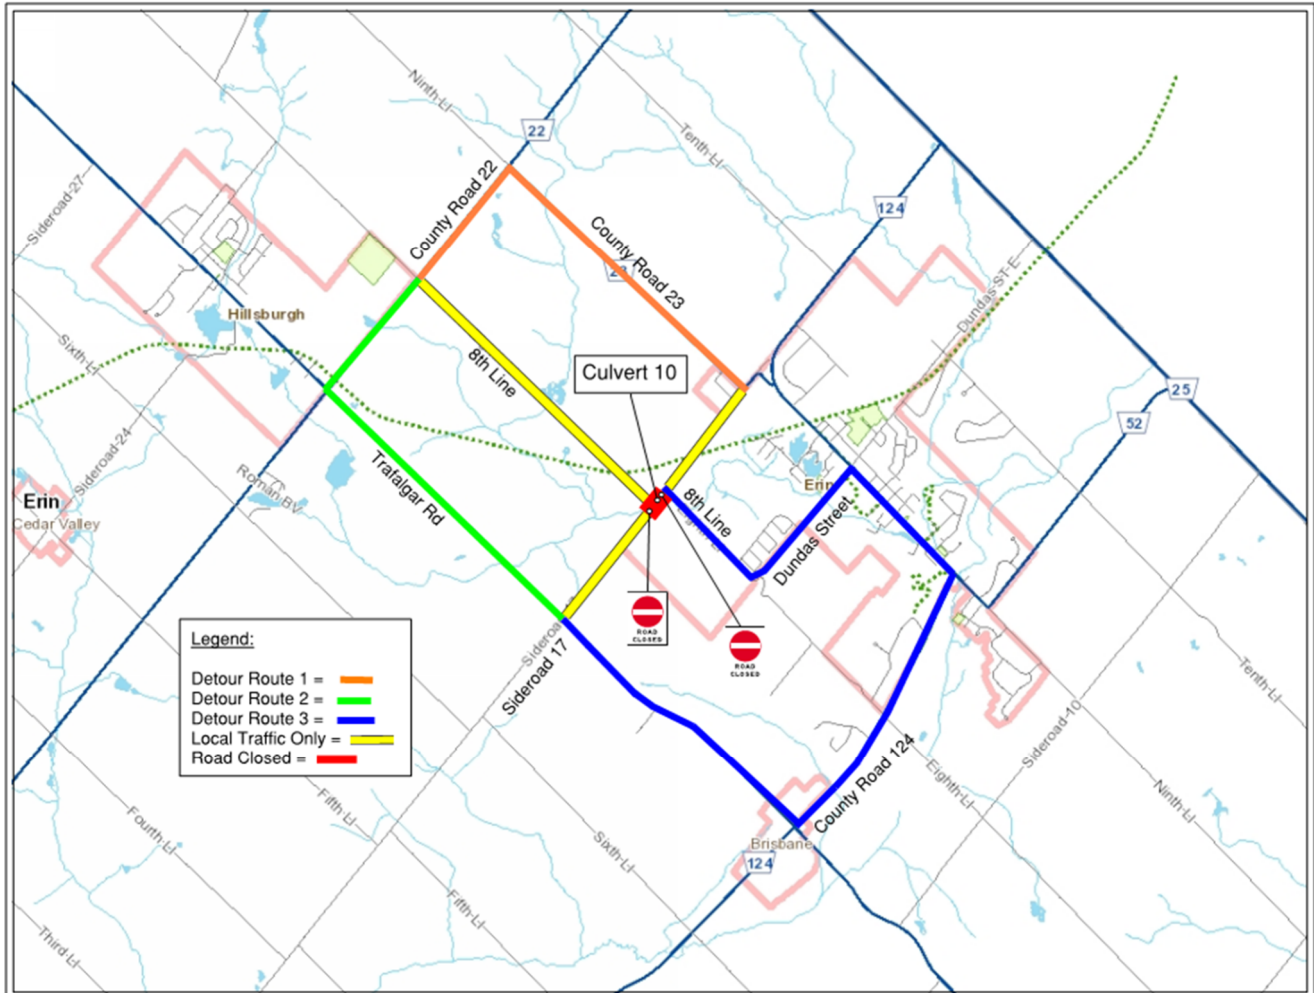 Ninth-LI
22
Tenth-LI
Sideroad-27
County Road 22
124
County Road 23
Dundas-ST-E
Hillsburgh
Sixth-LI
8th Line
Culvert 10
25
52
Sideroad-24
Trafalgar Rd
Roman-BV
Erin
Cedar Valley
Erin
8th Line
Dundas Street
ROAD
CLOSED
ROAD
CLOSED
Sideroad 17
Legend:
Detour Route 1 =
Detour Route 2 =
Detour Route 3 =
Local Traffic Only =
Road Closed =
Tenth-LI
Sideroad-10
County Road 124
Eighth-LI
Ninth-LI
Fourth-LI
Fifth-LI
Sixth-LI
Brisbane
124
Fifth-LI
Third-LI